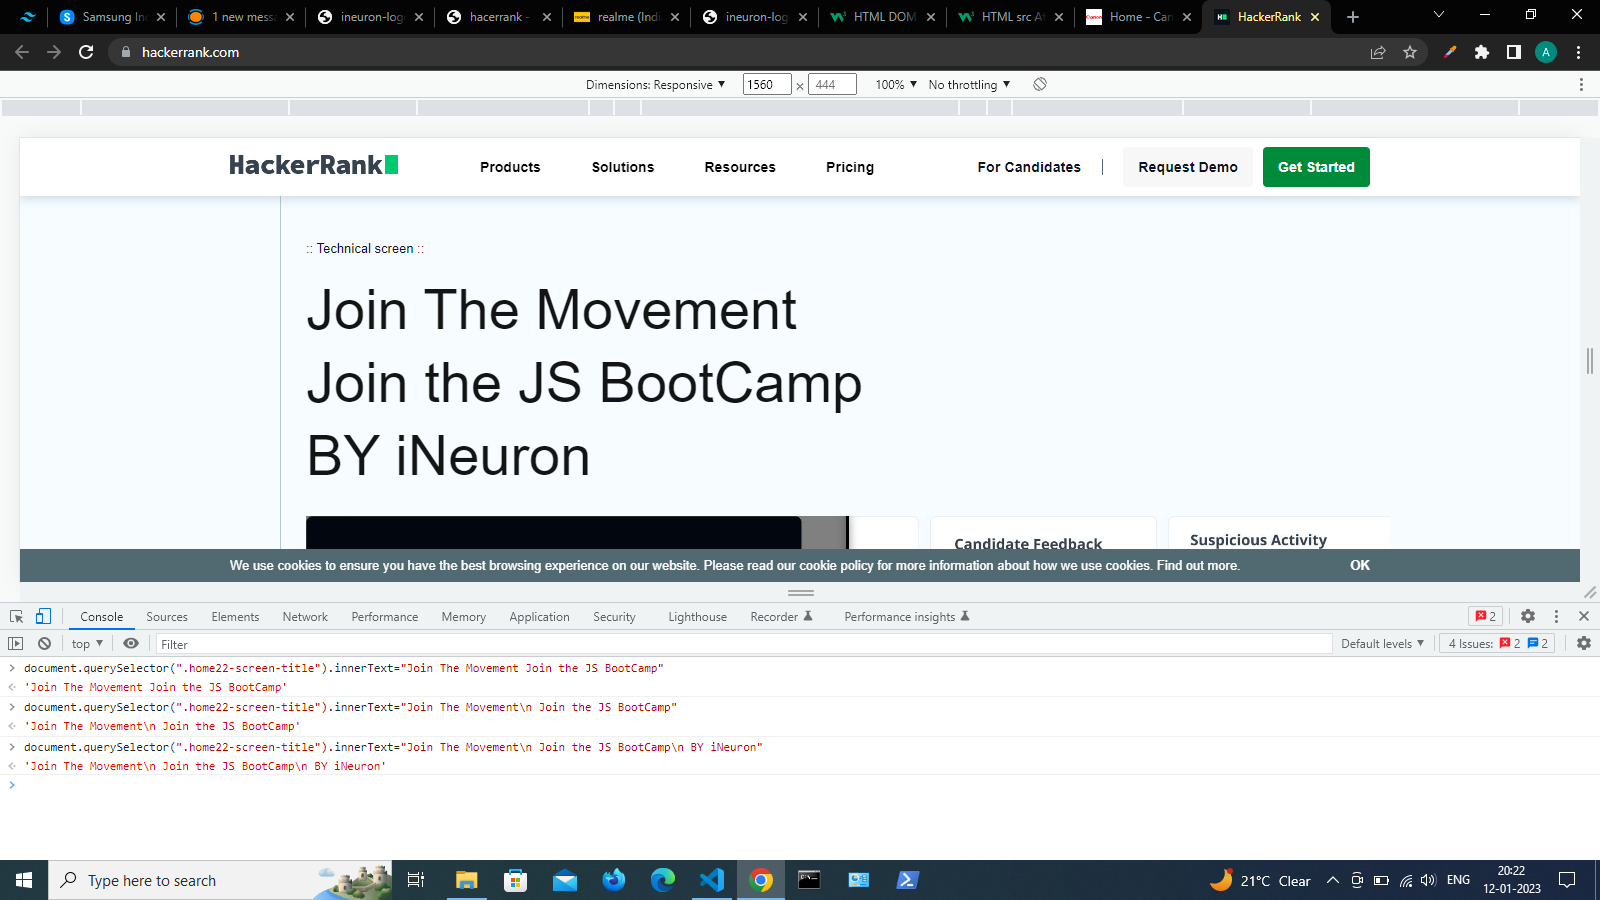 Samsung Inc
1 new mess
ineuron-log
hacerrank -
realme (Indi
ineuron-log
HTML DOM
HTML src At
Home - Can
HackerRank
hackerrank.com
A
Dimensions: Responsive ▼ 1560 × 444 100% ▼ No throttling ▼
HackerRank
Products
Solutions
Resources
Pricing
For Candidates
Request Demo
Get Started
:: Technical screen ::
Join The Movement
Join the JS BootCamp
BY iNeuron
Candidate Feedback
Suspicious Activity
We use cookies to ensure you have the best browsing experience on our website. Please read our cookie policy for more information about how we use cookies. Find out more.
OK
Console Sources Elements Network Performance Memory Application Security Lighthouse Recorder Performance insights 2
top ▼ Filter Default levels ▼ 4 Issues: 2 2
> document.querySelector(".home22-screen-title").innerText="Join The Movement Join the JS BootCamp"
'Join The Movement Join the JS BootCamp'
> document.querySelector(".home22-screen-title").innerText="Join The Movement\n Join the JS BootCamp"
'Join The Movement\n Join the JS BootCamp'
> document.querySelector(".home22-screen-title").innerText="Join The Movement\n Join the JS BootCamp\n BY iNeuron"
'Join The Movement\n Join the JS BootCamp\n BY iNeuron'
>
Type here to search
21°C Clear
ENG
20:22
12-01-2023